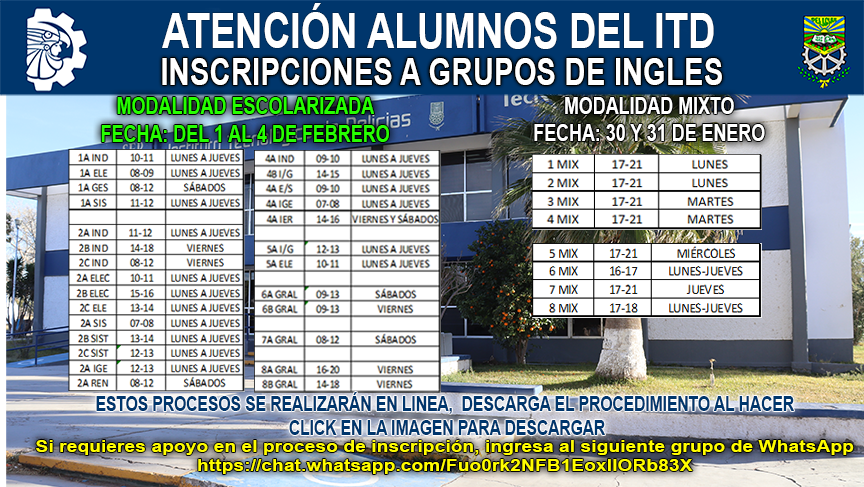 ATENCIÓN ALUMNOS DEL ITD
INSCRIPCIONES A GRUPOS DE INGLES
DELICIAS
MODALIDAD ESCOLARIZADA
FECHA: DEL 1 AL 4 DE FEBRERO
1A IND 10-11 LUNES A JUEVES
1A ELE 08-09 LUNES A JUEVES
1A GES 08-12 SÁBADOS
1A SIS 11-12 LUNES A JUEVES
2A IND 11-12 LUNES A JUEVES
2B IND 14-18 VIERNES
2C IND 08-12 VIERNES
2A ELEC 10-11 LUNES A JUEVES
2B ELEC 15-16 LUNES A JUEVES
2C ELE 13-14 LUNES A JUEVES
2A SIS 07-08 LUNES A JUEVES
2B SIST 13-14 LUNES A JUEVES
2C SIST 12-13 LUNES A JUEVES
2A IGE 12-13 LUNES A JUEVES
2A REN 08-12 SÁBADOS
4A IND 09-10 LUNES A JUEVES
4B I/G 14-15 LUNES A JUEVES
4A E/S 09-10 LUNES A JUEVES
4A IGE 07-08 LUNES A JUEVES
4A IER 14-16 VIERNES Y SÁBADOS
5A I/G 12-13 LUNES A JUEVES
5A ELE 10-11 LUNES A JUEVES
6A GRAL 09-13 SÁBADOS
6B GRAL 09-13 VIERNES
7A GRAL 08-12 SÁBADOS
8A GRAL 16-20 VIERNES
8B GRAL 14-18 VIERNES
MODALIDAD MIXTO
FECHA: 30 Y 31 DE ENERO
1 MIX 17-21 LUNES
2 MIX 17-21 LUNES
3 MIX 17-21 MARTES
4 MIX 17-21 MARTES
5 MIX 17-21 MIÉRCOLES
6 MIX 16-17 LUNES-JUEVES
7 MIX 17-21 JUEVES
8 MIX 17-18 LUNES-JUEVES
ESTOS PROCESOS SE REALIZARÁN EN LINEA, DESCARGA EL PROCEDIMIENTO AL HACER
CLICK EN LA IMAGEN PARA DESCARGAR
Si requieres apoyo en el proceso de inscripción, ingresa al siguiente grupo de WhatsApp
https://chat.whatsapp.com/Fuo0rk2NFB1EoxIIORb83X